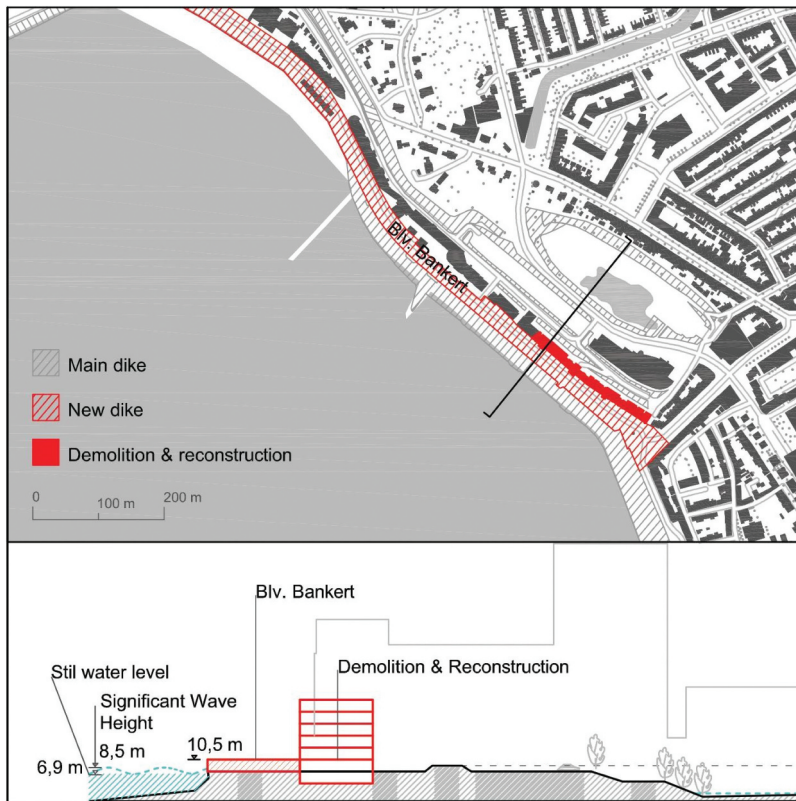 Blv. Bankert
Main dike
New dike
Demolition & reconstruction
0
100 m
200 m
Blv. Bankert
Stil water level
Demolition & Reconstruction
Significant Wave
Height
8,5 m
10,5 m
6,9 m